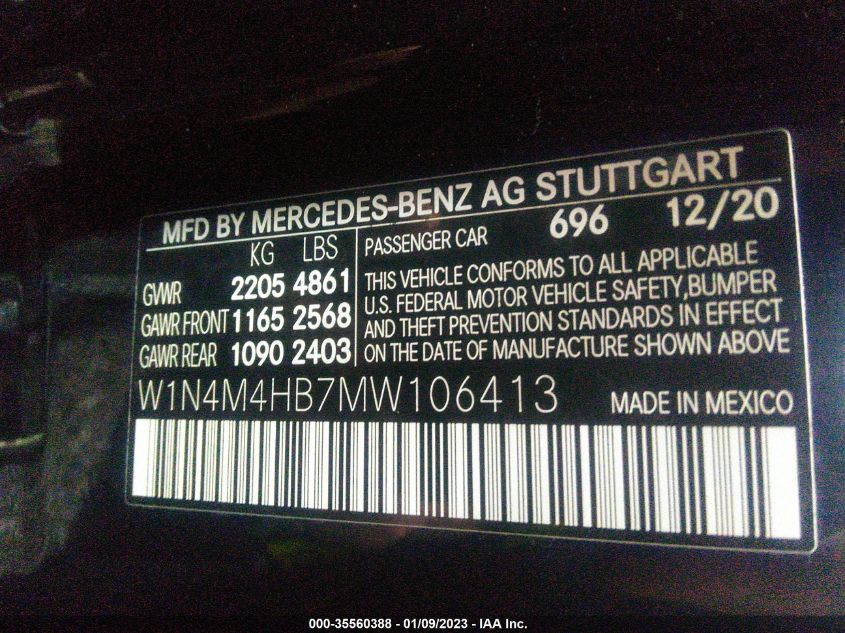 MFD BY MERCEDES-BENZ AG STUTTGART
KG LBS
GVWR 2205 4861
GAWR FRONT 1165 2568
GAWR REAR 1090 2403
PASSENGER CAR 696 12/20
THIS VEHICLE CONFORMS TO ALL APPLICABLE
U.S. FEDERAL MOTOR VEHICLE SAFETY,BUMPER
AND THEFT PREVENTION STANDARDS IN EFFECT
ON THE DATE OF MANUFACTURE SHOWN ABOVE
W1N4M4HB7MW106413 MADE IN MEXICO
000-35560388 - 01/09/2023 - IAA Inc.